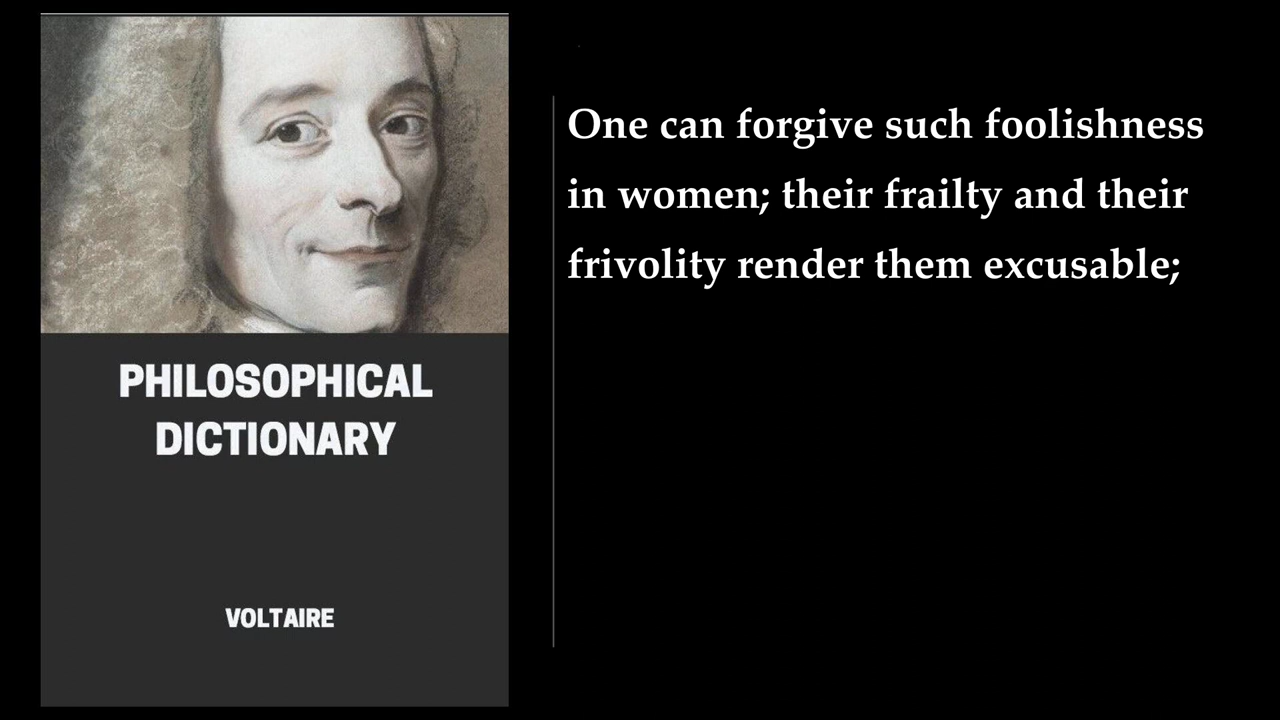 PHILOSOPHICAL
DICTIONARY
VOLTAIRE
One can forgive such foolishness
in women; their frailty and their
frivolity render them excusable;